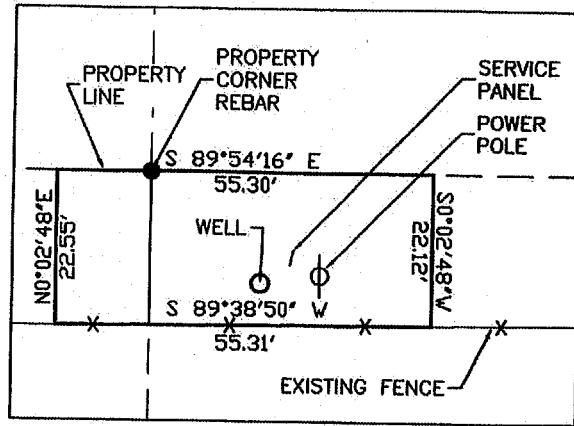 PROPERTY
LINE
PROPERTY
CORNER
REBAR
SERVICE
PANEL
POWER
POLE
S 89°54'16" E
55.30'
N0°02'48"E
22.55'
WELL
S0°02'48"W
22.12'
S 89°38'50" W
55.31'
EXISTING FENCE